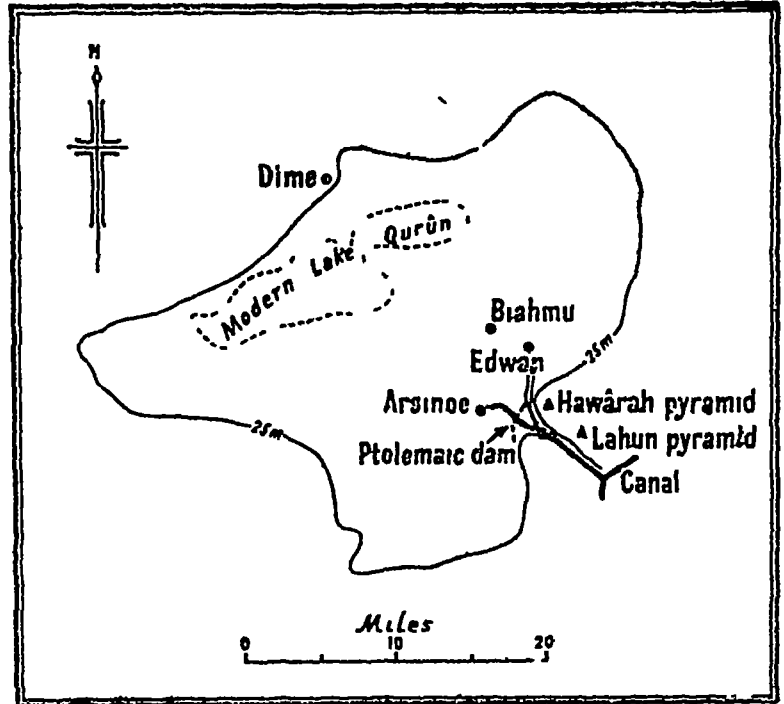 N
Dime
Modern Lake Qurûn
Biahmu
Edwan
25m
Arsinoe
Hawârah pyramid
Lahun pyramid
25m
Ptolemaic dam
Canal
Miles
0 10 20